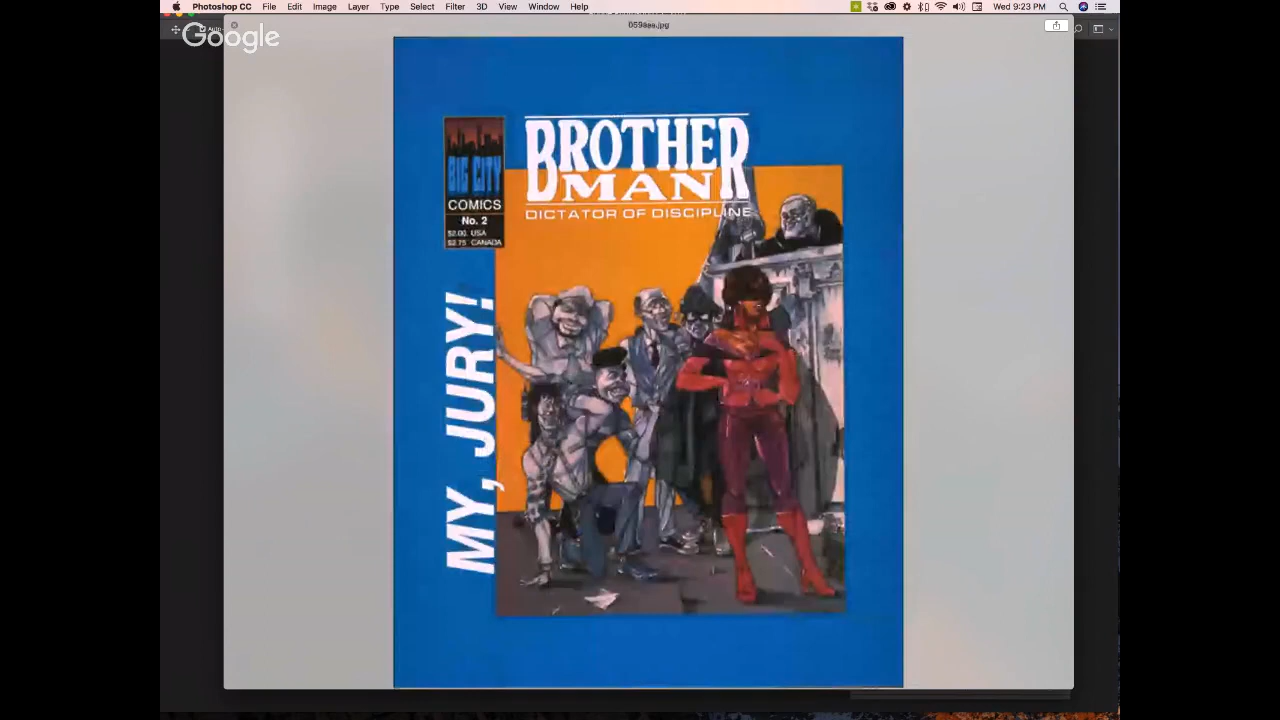 Photoshop CC File Edit Image Layer Type Select Filter 3D View Window Help Wed 9:23 PM
Google
BROTHER
MAN
DICTATOR OF DISCIPLINE
BIG CITY
COMICS
No. 2
$2.00 USA
$2.75 CANADA
MY, JURY!